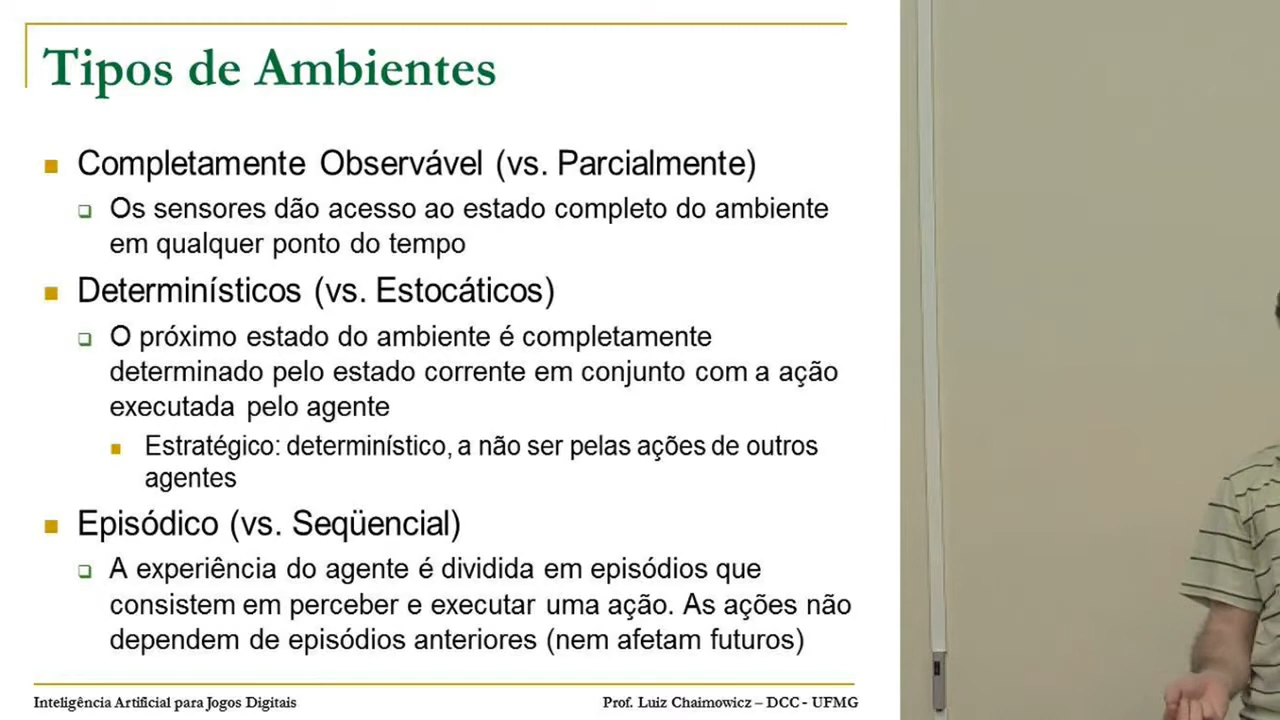 Tipos de Ambientes
Completamente Observável (vs. Parcialmente)
Os sensores dão acesso ao estado completo do ambiente
em qualquer ponto do tempo
Determinísticos (vs. Estocáticos)
O próximo estado do ambiente é completamente
determinado pelo estado corrente em conjunto com a ação
executada pelo agente
Estratégico: determinístico, a não ser pelas ações de outros
agentes
Episódico (vs. Seqüencial)
A experiência do agente é dividida em episódios que
consistem em perceber e executar uma ação. As ações não
dependem de episódios anteriores (nem afetam futuros)
Inteligência Artificial para Jogos Digitais
Prof. Luiz Chaimowicz – DCC - UFMG